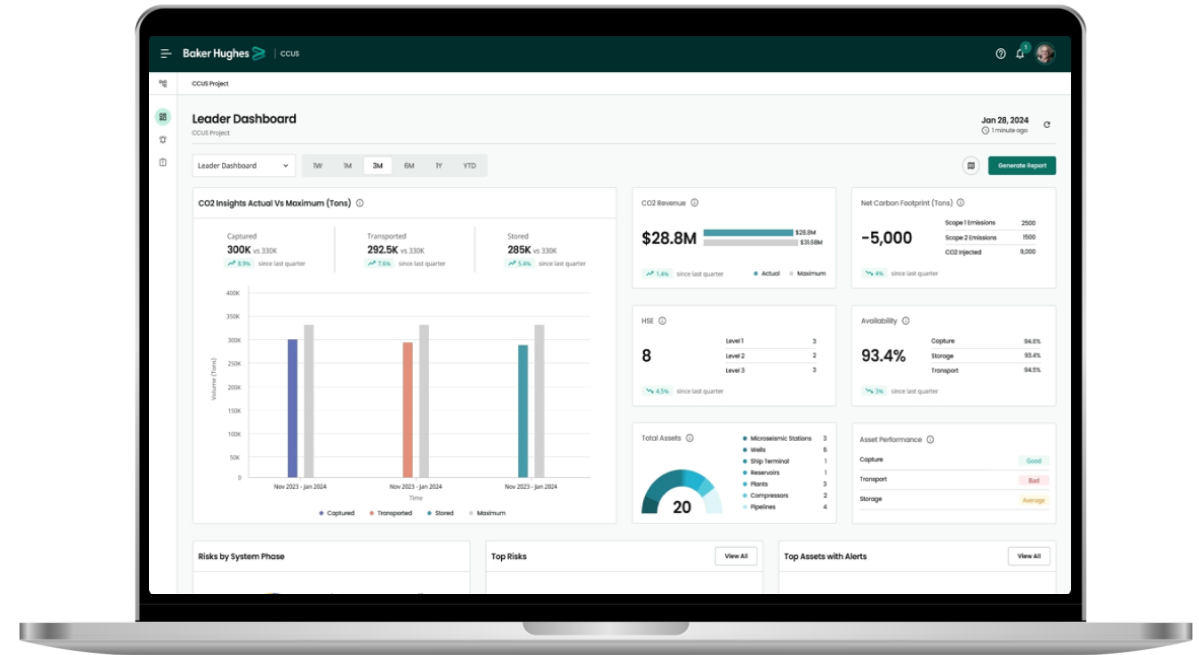 Baker Hughes | CCUS
1
CCUS Project
Leader Dashboard
CCUS Project
Jan 28, 2024
1 minute ago
Leader Dashboard
1W 1M 3M 6M 1Y YTD
Generate Report
CO2 Insights Actual Vs Maximum (Tons)
Captured
300K vs 330K
8.9% since last quarter
Transported
292.5K vs 330K
7.6% since last quarter
Stored
285K vs 330K
5.4% since last quarter
Volume (Tons)
400K
350K
300K
250K
200K
150K
100K
50K
0
Nov 2023 - Jan 2024
Nov 2023 - Jan 2024
Nov 2023 - Jan 2024
Time
Captured Transported Stored Maximum
CO2 Revenue
$28.8M
$28.8M
$31.68M
1.4% since last quarter
Actual Maximum
Net Carbon Footprint (Tons)
-5,000
Scope 1 Emissions 2500
Scope 2 Emissions 1500
CO2 Injected 9,000
4% since last quarter
HSE
8
Level 1 3
Level 2 2
Level 3 3
4.5% since last quarter
Availability
93.4%
Capture 94.5%
Storage 93.4%
Transport 94.5%
3% since last quarter
Total Assets
20
Microseismic Stations 3
Wells 6
Ship Terminal 1
Reservoirs 1
Plants 3
Compressors 2
Pipelines 4
Asset Performance
Capture Good
Transport Bad
Storage Average
Risks by System Phase
Top Risks
View All
Top Assets with Alerts
View All